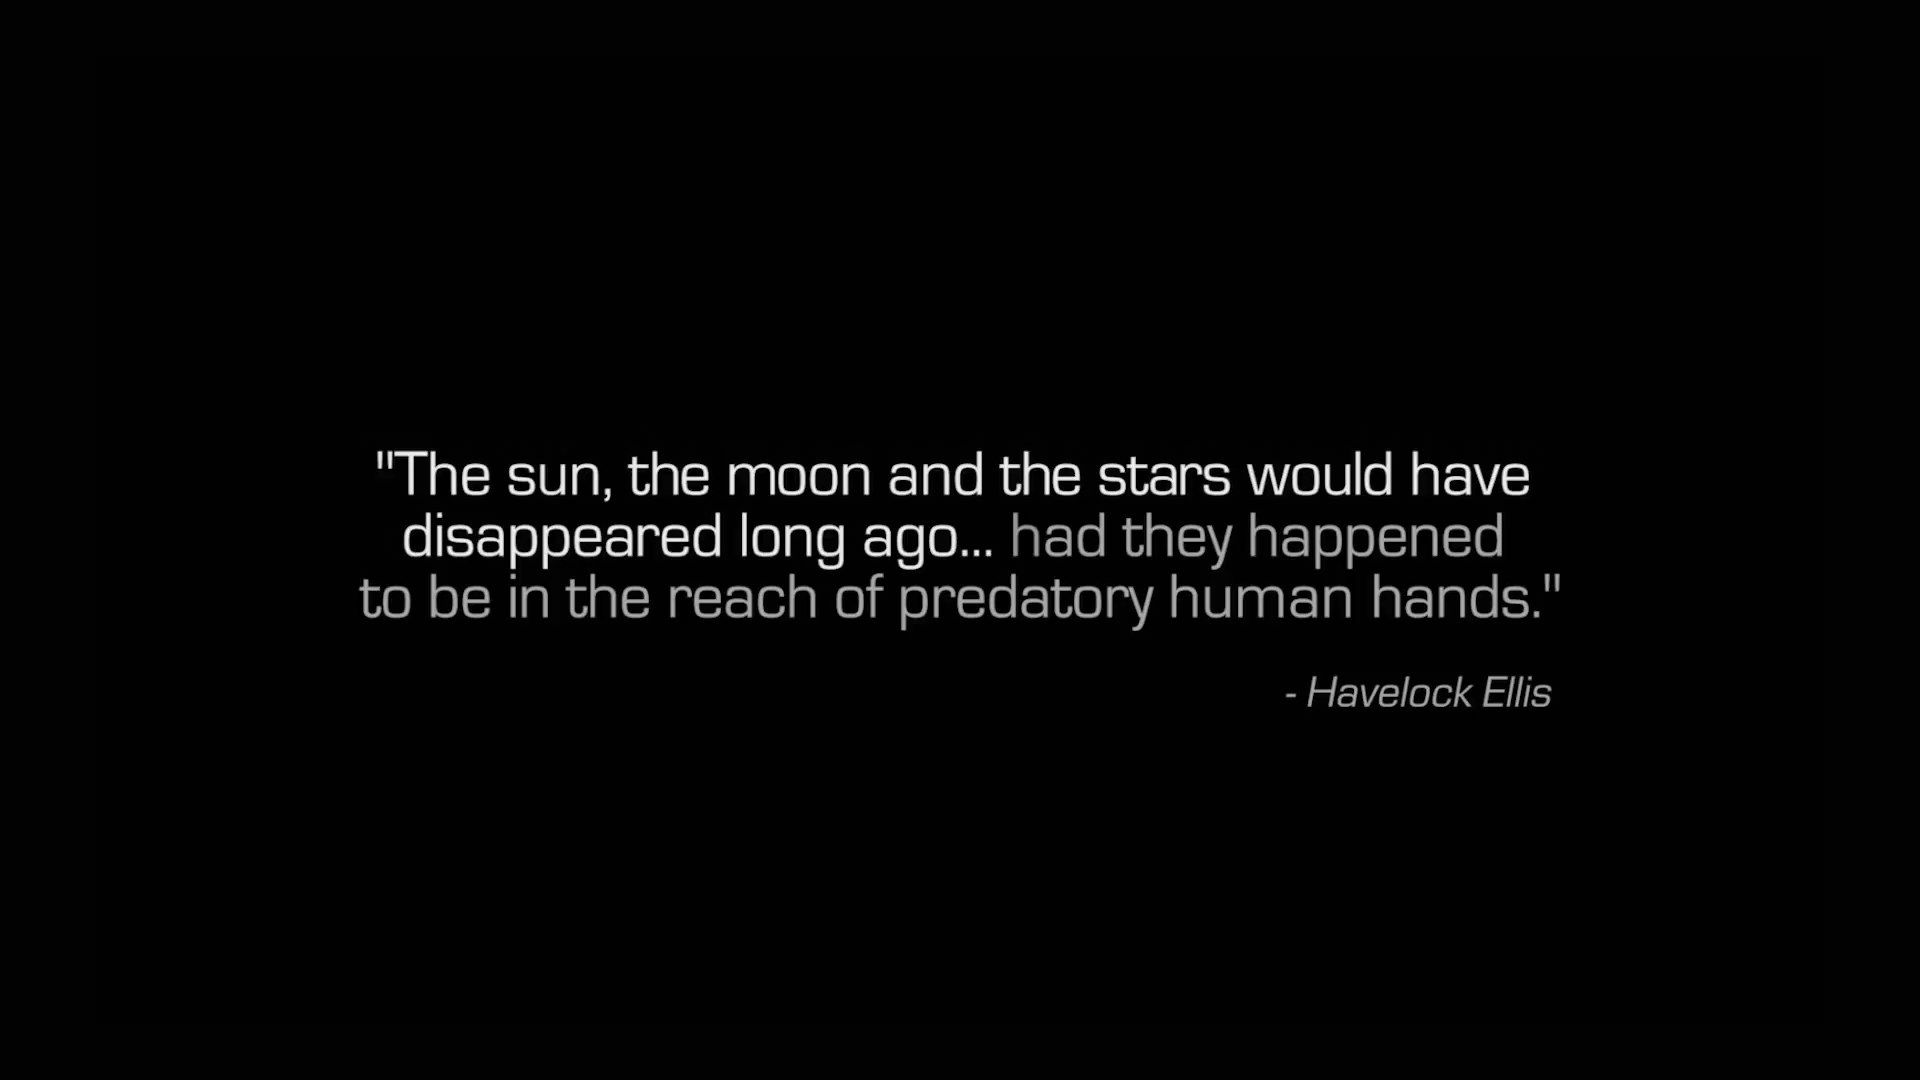 "The sun, the moon and the stars would have
disappeared long ago... had they happened
to be in the reach of predatory human hands."
- Havelock Ellis